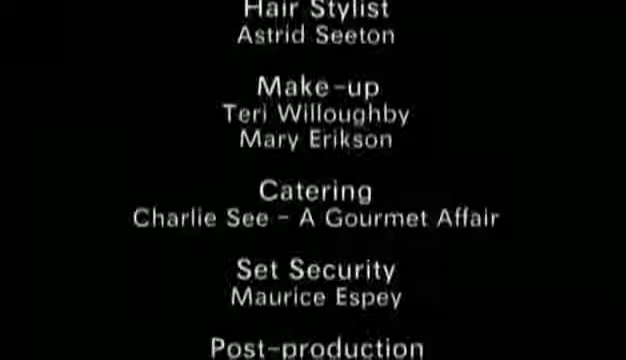 Hair Stylist
Astrid Seeton
Make-up
Teri Willoughby
Mary Erikson
Catering
Charlie See - A Gourmet Affair
Set Security
Maurice Espey
Post-production